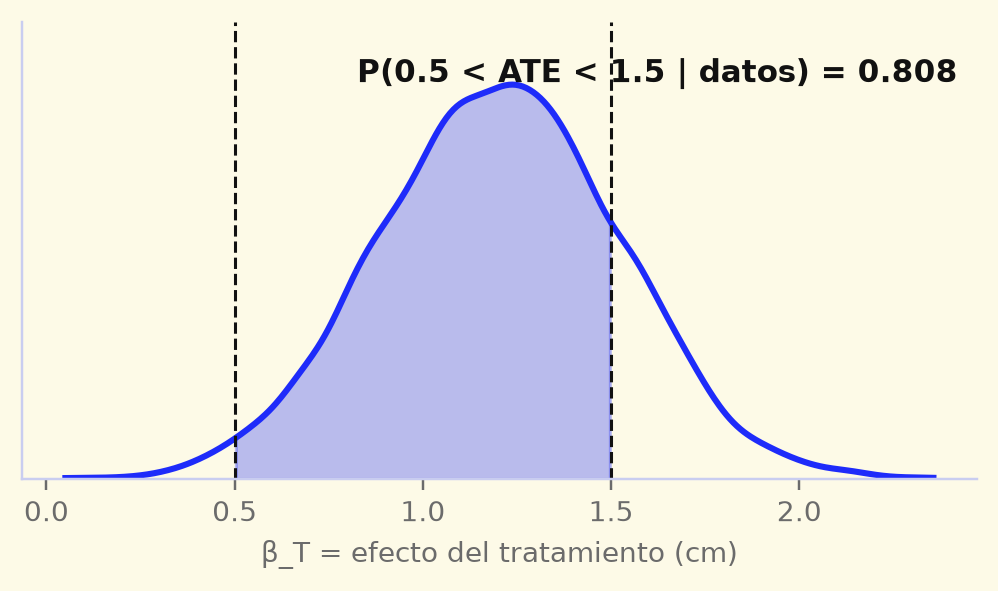 P(0.5 < ATE < 1.5 | datos) = 0.808
0.0 0.5 1.0 1.5 2.0
β_T = efecto del tratamiento (cm)